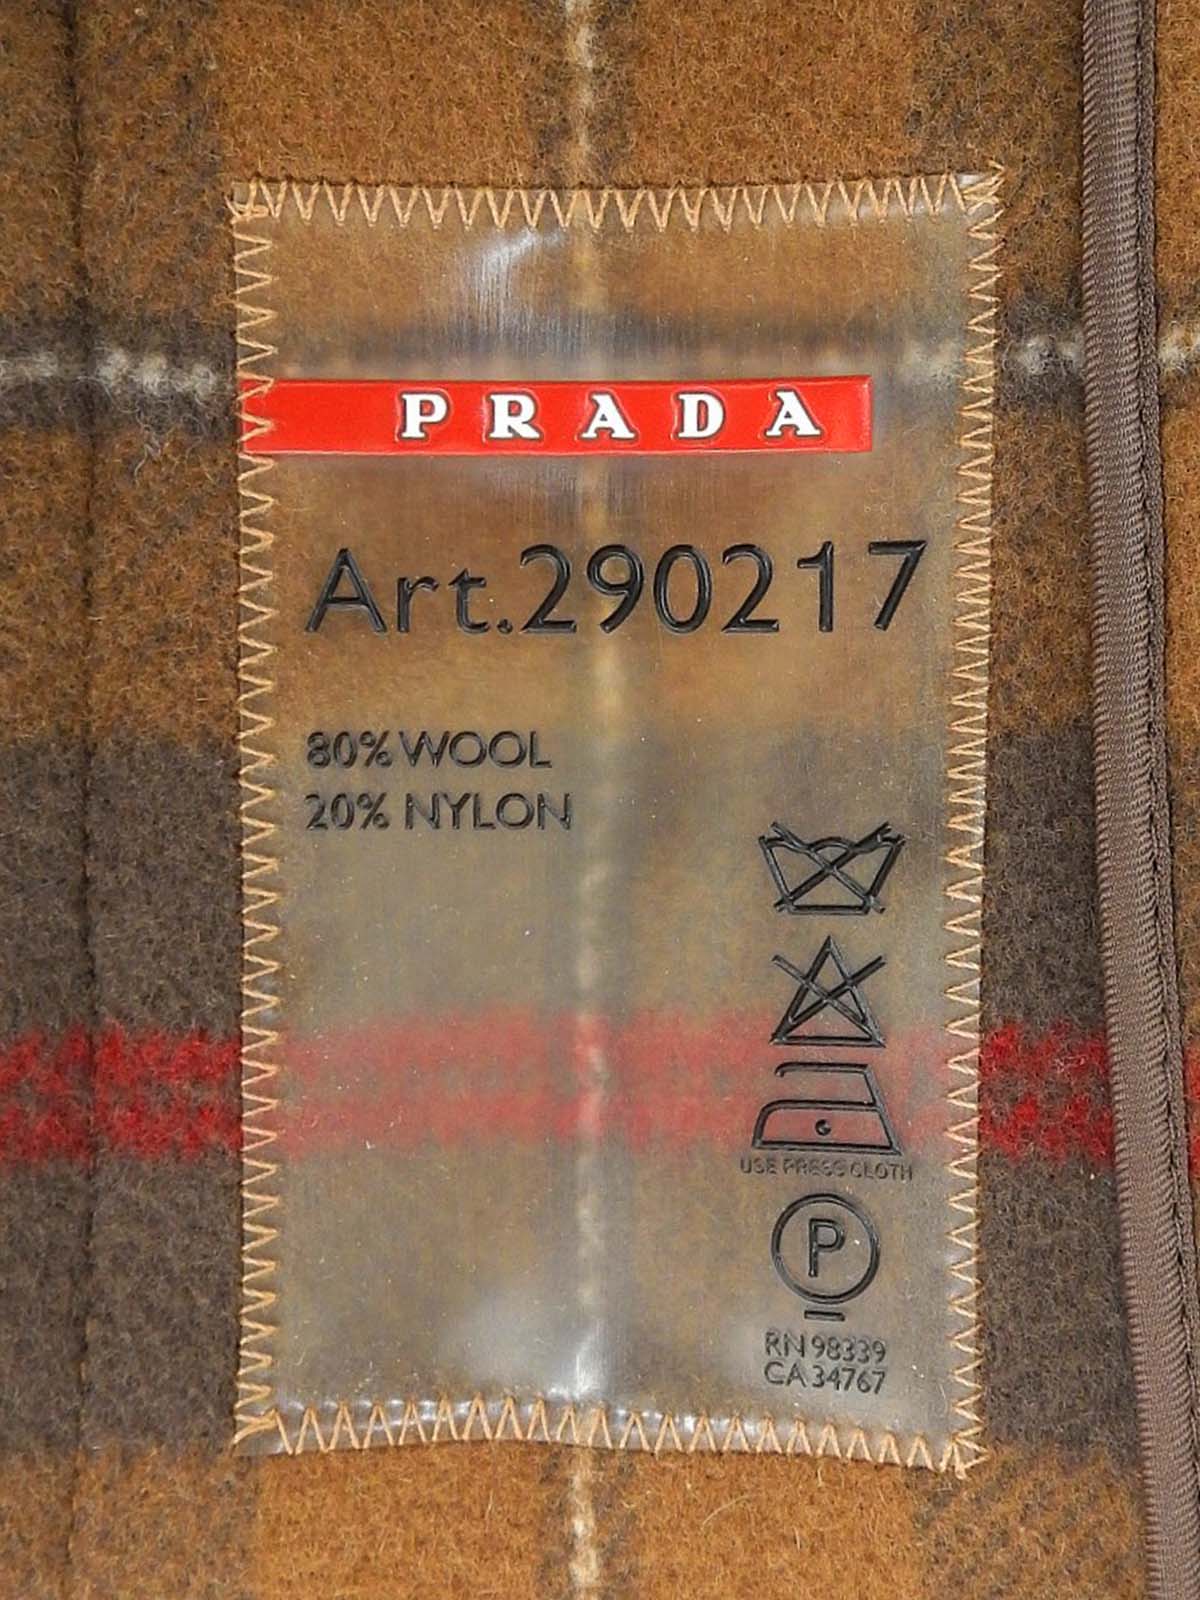 PRADA
Art.290217
80% WOOL
20% NYLON
USE PRESS CLOTH
P
RN 98339
CA 34767